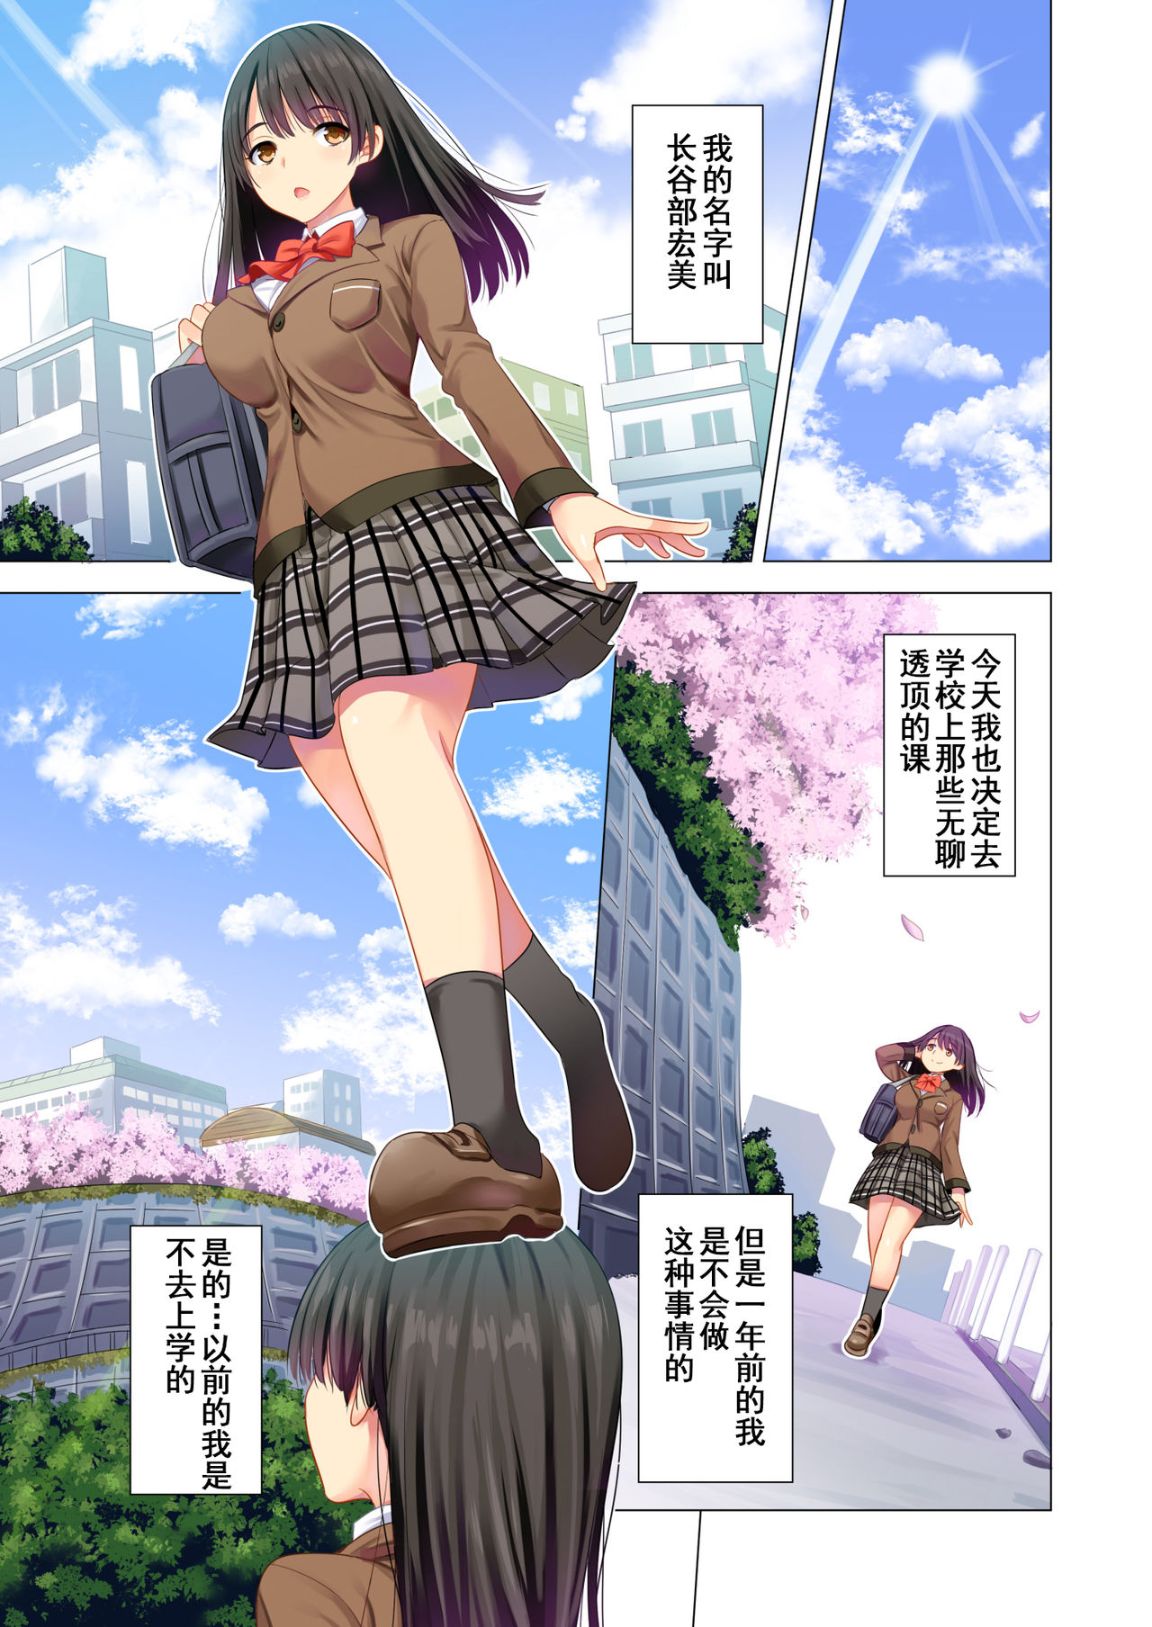 我的名字叫
长谷部宏美
今天我也决定去
学校上那些无聊
透顶的课
但是一年前的我
是不会做
这种事情的
是的…以前的我是
不去上学的